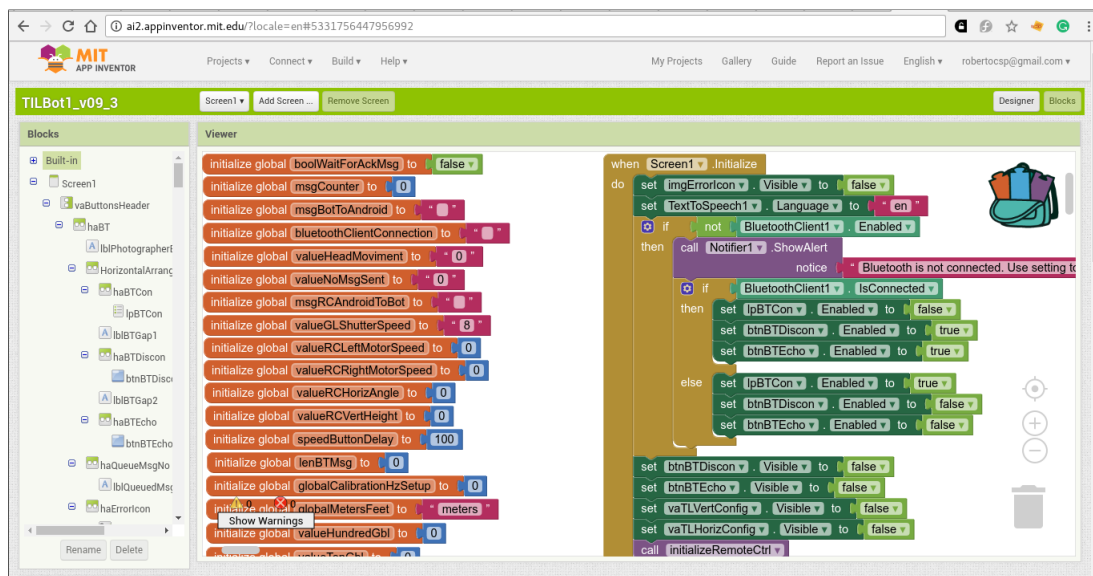 ai2.appinventor.mit.edu/?locale=en#5331756447956992
MIT
APP INVENTOR
Projects
Connect
Build
Help
My Projects
Gallery
Guide
Report an Issue
English
robertocsp@gmail.com
TILBot1_v09_3
Screen1
Add Screen ...
Remove Screen
Designer
Blocks
Blocks
Viewer
Built-in
Screen1
vaButtonsHeader
haBT
lblPhotographerE
HorizontalArrang
haBTCon
lpBTCon
lblBTGap1
haBTDiscon
btnBTDisc
lblBTGap2
haBTEcho
btnBTEcho
haQueueMsgNo
lblQueuedMsg
haErrorIcon
Rename
Delete
initialize global boolWaitForAckMsg to false
initialize global msgCounter to 0
initialize global msgBotToAndroid to " "
initialize global bluetoothClientConnection to " "
initialize global valueHeadMoviment to " 0 "
initialize global valueNoMsgSent to " 0 "
initialize global msgRCAndroidToBot to " "
initialize global valueGLShutterSpeed to " 8 "
initialize global valueRCLeftMotorSpeed to 0
initialize global valueRCRightMotorSpeed to 0
initialize global valueRCHorizAngle to 0
initialize global valueRCVertHeight to 0
initialize global speedButtonDelay to 100
initialize global lenBTMsg to 0
initialize global globalCalibrationHzSetup to 0
initialize global globalMetersFeet to " meters "
0
0
Show Warnings
initialize global valueHundredGbl to 0
initialize global valueTenGbl to 0
when Screen1 .Initialize
do set imgErrorIcon . Visible to false
set TextToSpeech1 . Language to " en "
if not BluetoothClient1 . Enabled
then call Notifier1 .ShowAlert
notice " Bluetooth is not connected. Use setting to
if BluetoothClient1 . IsConnected
then set lpBTCon . Enabled to false
set btnBTDiscon . Enabled to true
set btnBTEcho . Enabled to true
else set lpBTCon . Enabled to true
set btnBTDiscon . Enabled to false
set btnBTEcho . Enabled to false
set btnBTDiscon . Visible to false
set btnBTEcho . Visible to false
set vaTLVertConfig . Visible to false
set vaTLHorizConfig . Visible to false
call initializeRemoteCtrl